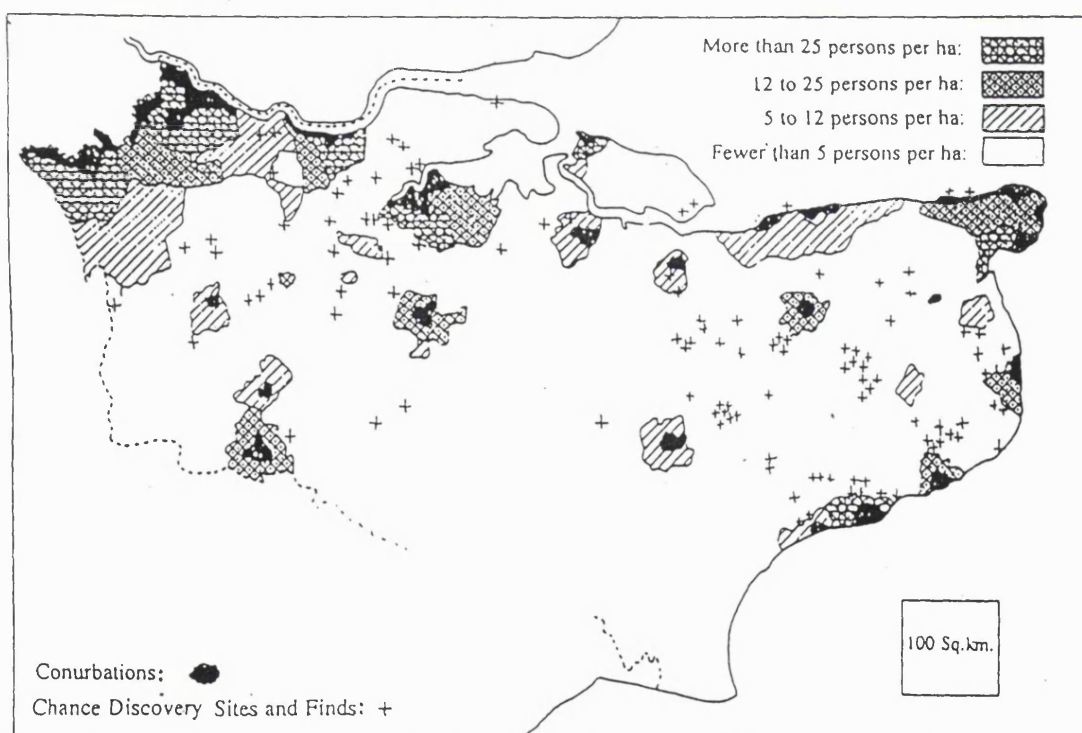 More than 25 persons per ha:
12 to 25 persons per ha:
5 to 12 persons per ha:
Fewer than 5 persons per ha:
100 Sq.km.
Conurbations:
Chance Discovery Sites and Finds: +